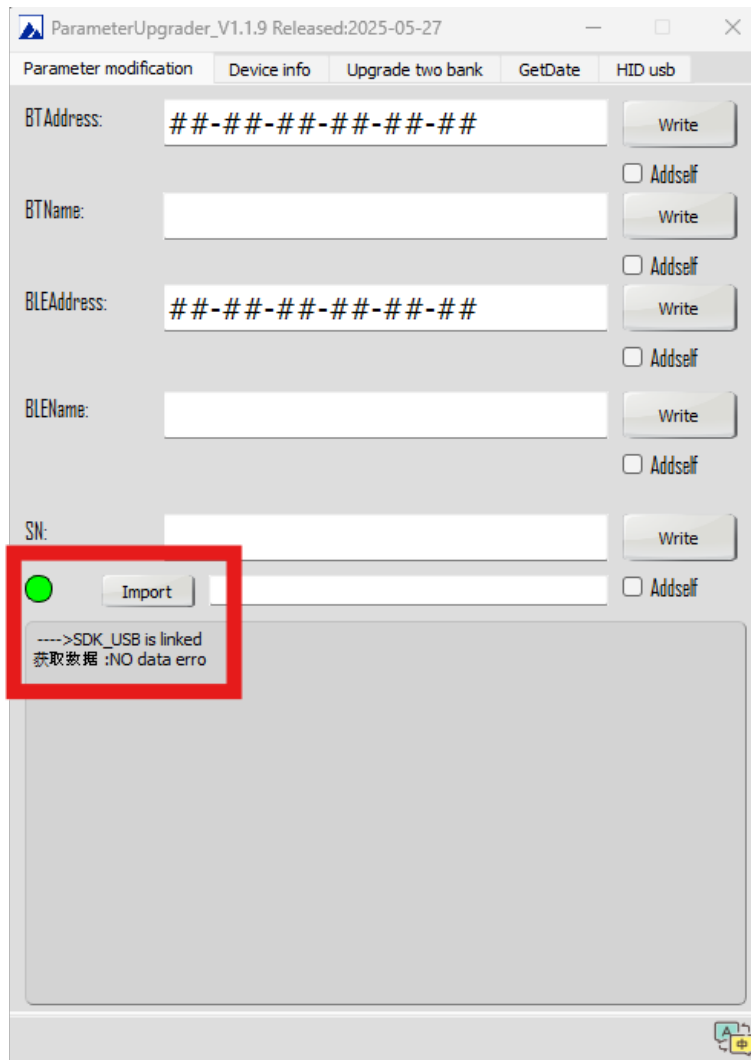 ParameterUpgrader_V1.1.9 Released:2025-05-27
Parameter modification Device info Upgrade two bank GetDate HID usb
BTAddress: ##-##-##-##-##-## Write
Addself
BTName: Write
Addself
BLEAddress: ##-##-##-##-##-## Write
Addself
BLEName: Write
Addself
SN: Write
Import Addself
---->SDK_USB is linked
获取数据 :NO data erro
A 中